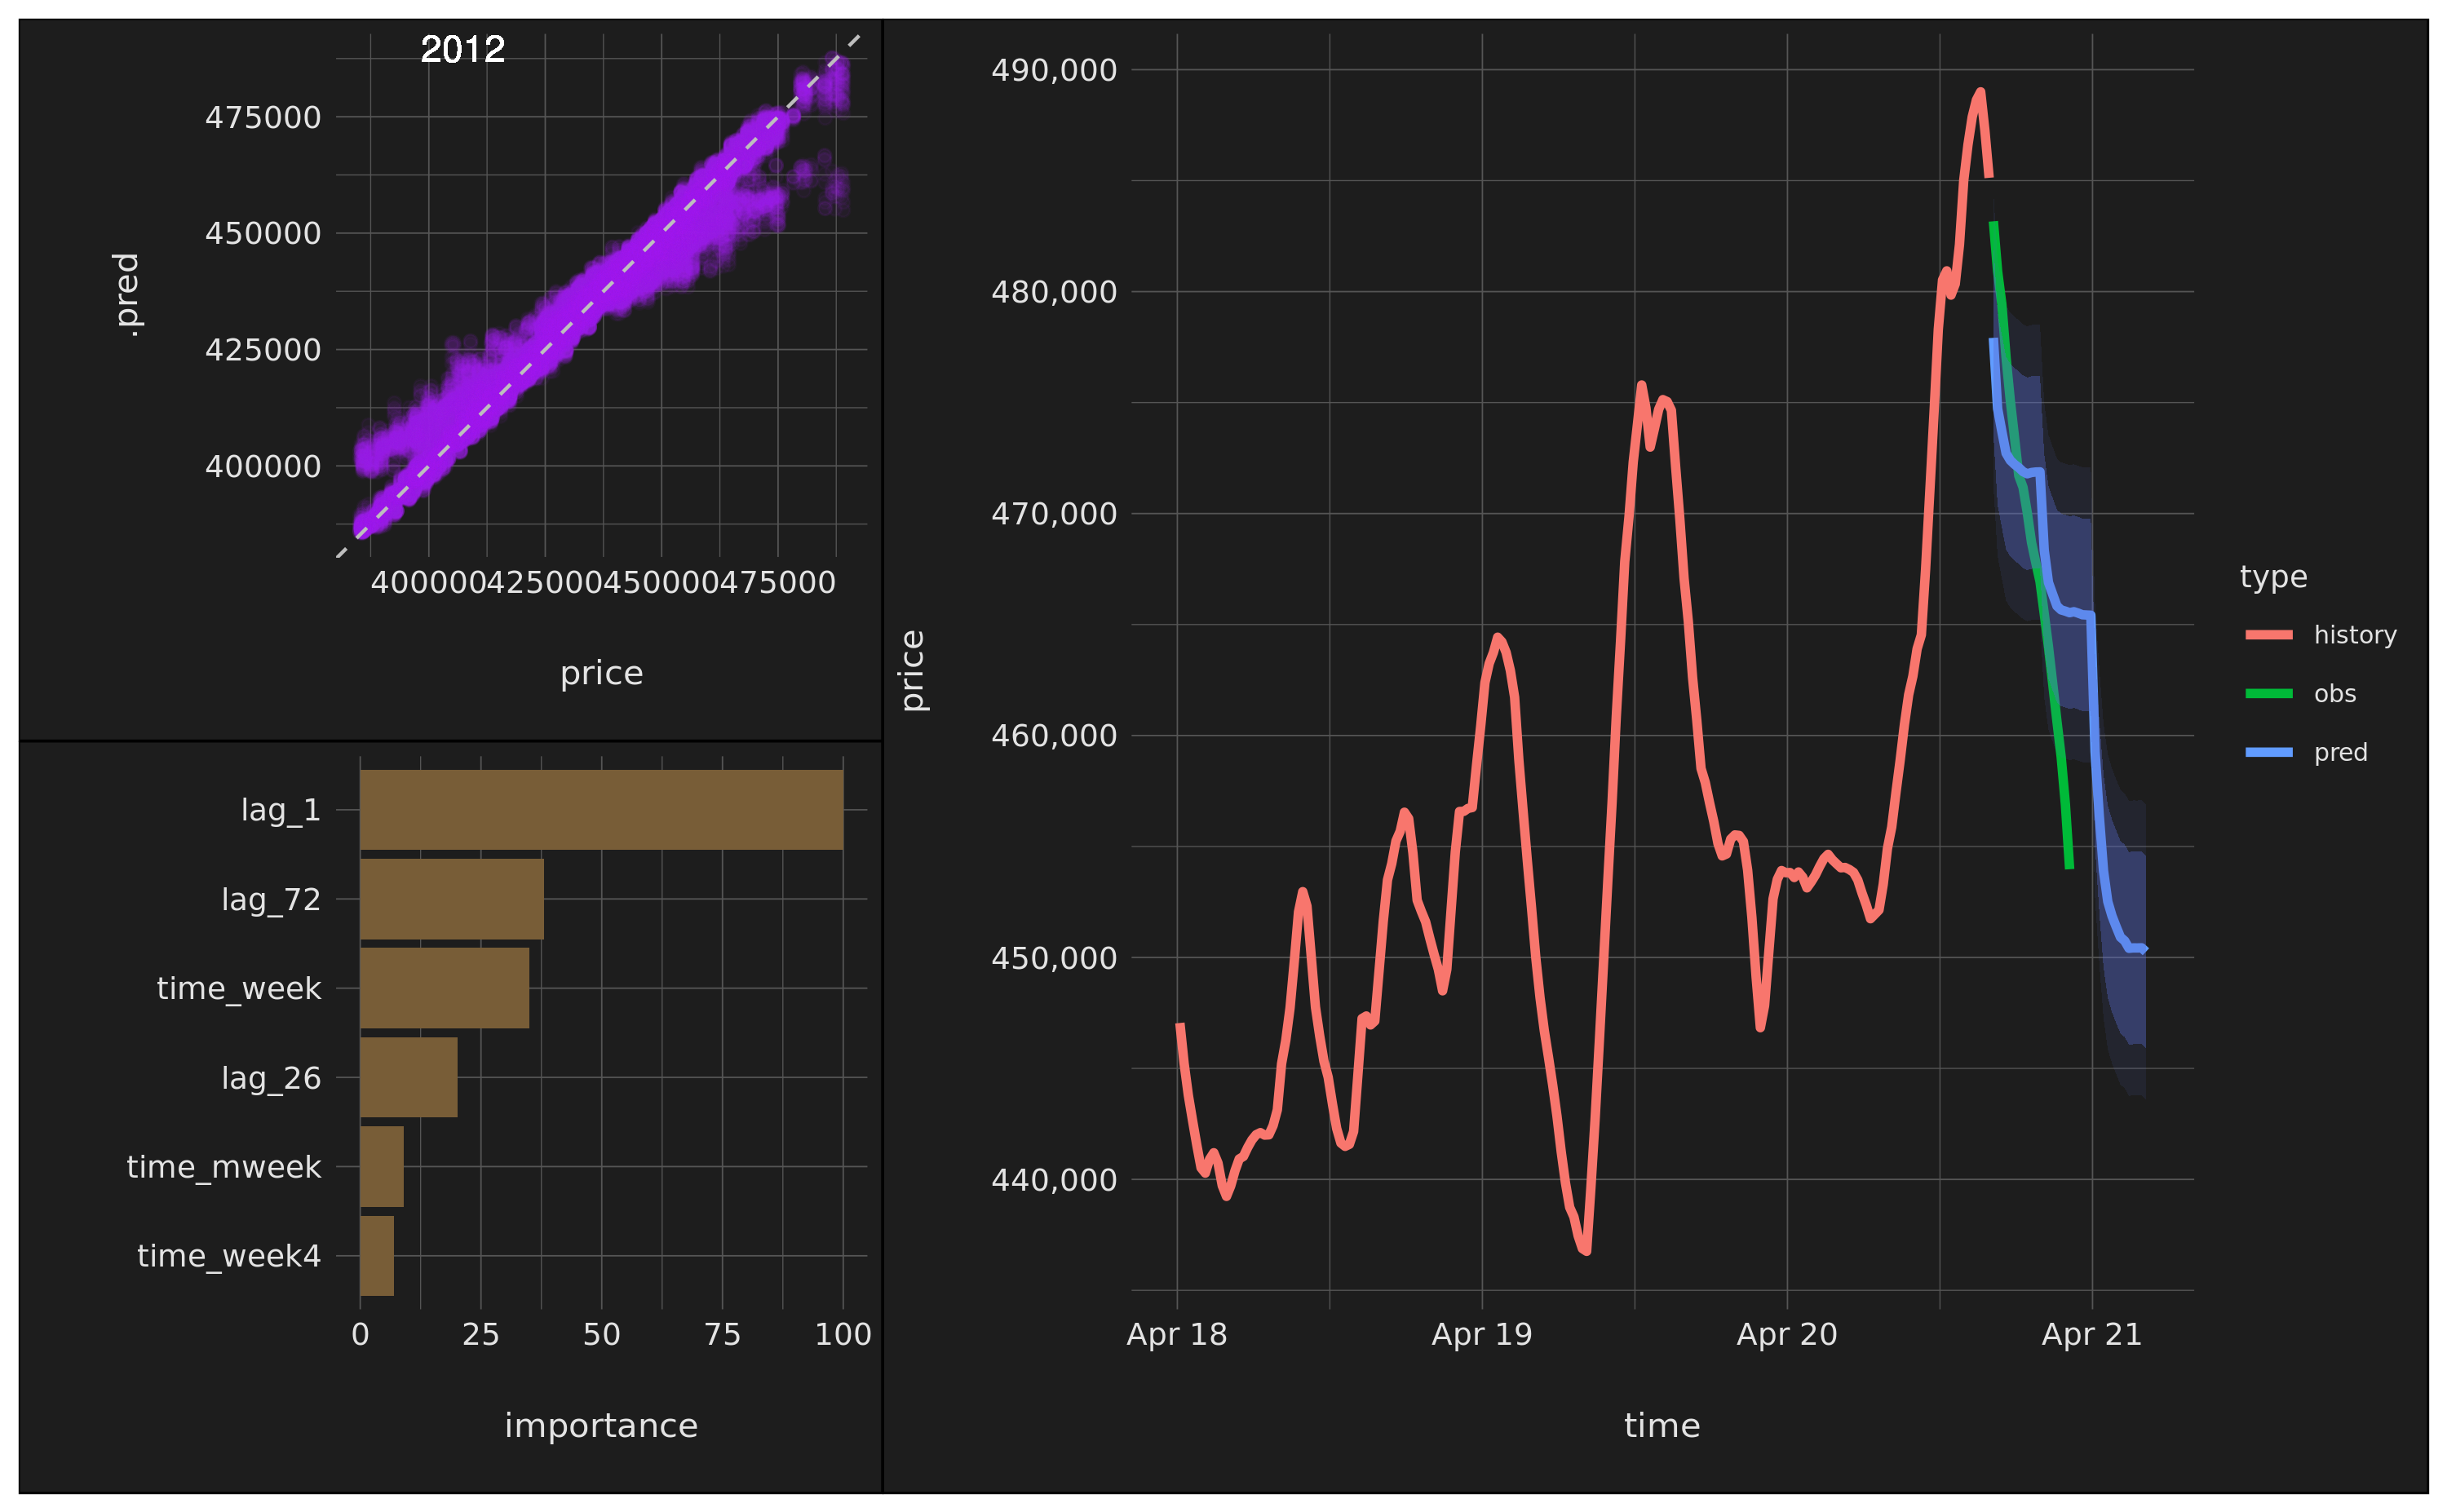 2012
475000
450000
425000
400000
.pred
400000425000450000475000
price
lag_1
lag_72
time_week
lag_26
time_mweek
time_week4
0 25 50 75 100
importance
490,000
480,000
470,000
460,000
450,000
440,000
price
Apr 18 Apr 19 Apr 20 Apr 21
time
type
history
obs
pred